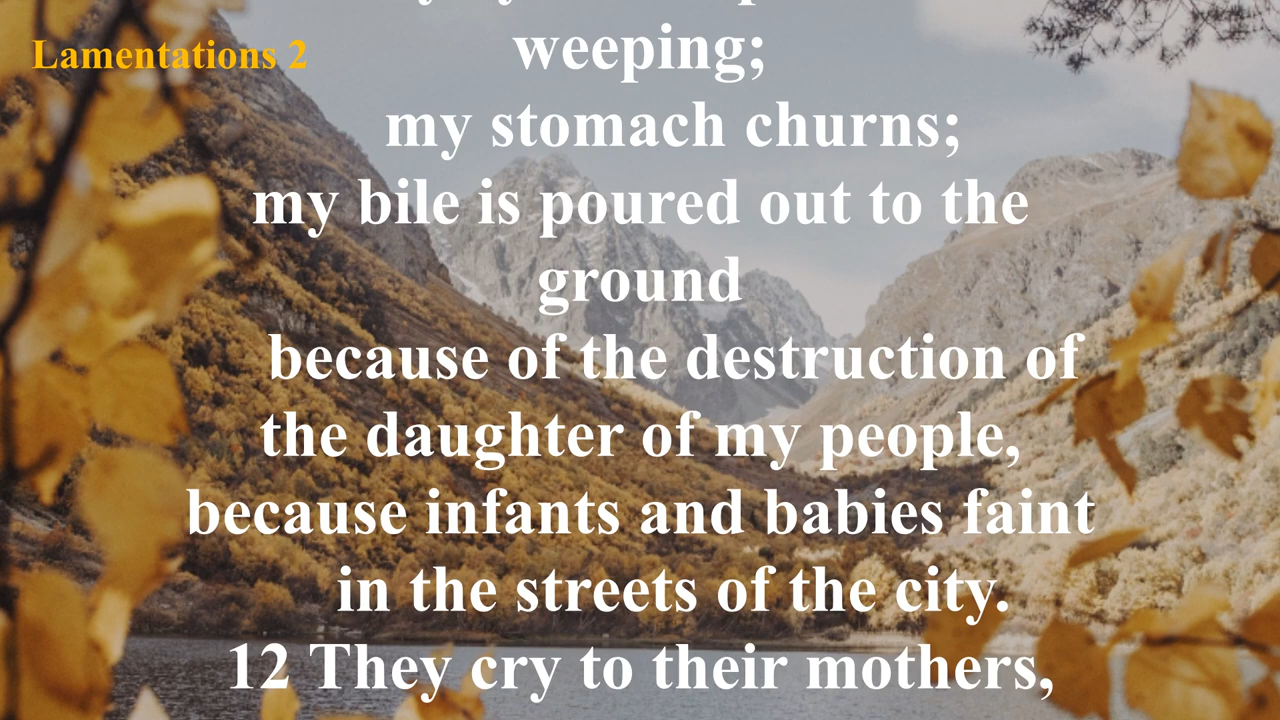 Lamentations 2
weeping;
my stomach churns;
my bile is poured out to the
ground
because of the destruction of
the daughter of my people,
because infants and babies faint
in the streets of the city.
12 They cry to their mothers,